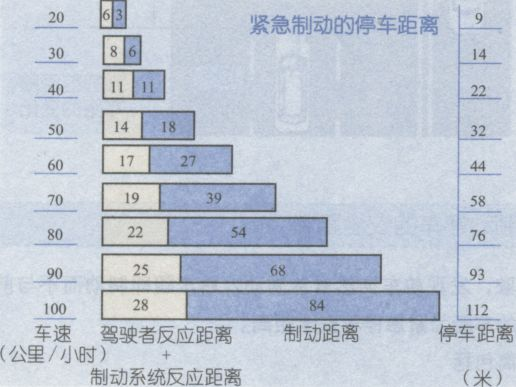 紧急制动的停车距离
20 6 3 9
30 8 6 14
40 11 11 22
50 14 18 32
60 17 27 44
70 19 39 58
80 22 54 76
90 25 68 93
100 28 84 112
车速 驾驶者反应距离 制动距离 停车距离
(公里/小时) + (米)
制动系统反应距离